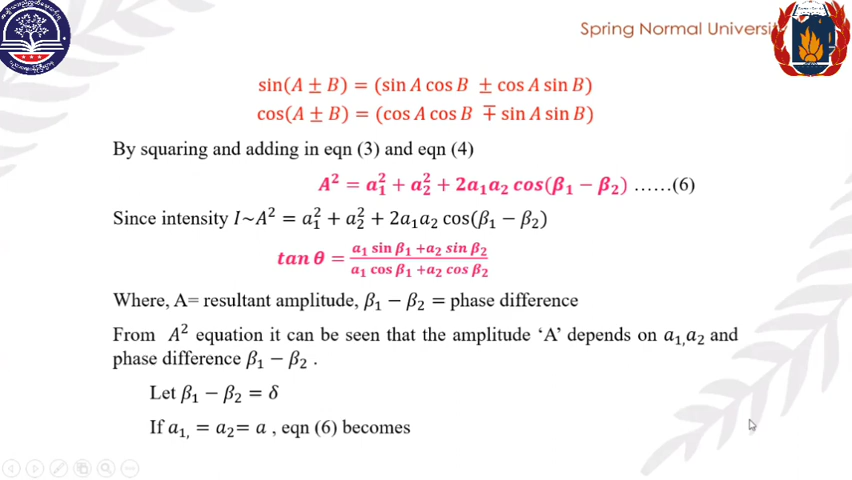 Spring Normal Universi
sin(A ± B) = (sin A cos B ± cos A sin B)
cos(A ± B) = (cos A cos B ∓ sin A sin B)
By squaring and adding in eqn (3) and eqn (4)
A² = a₁² + a₂² + 2a₁a₂ cos(β₁ − β₂) ……(6)
Since intensity I~A² = a₁² + a₂² + 2a₁a₂ cos(β₁ − β₂)
tan θ = (a₁ sin β₁ +a₂ sin β₂)/(a₁ cos β₁ +a₂ cos β₂)
Where, A= resultant amplitude, β₁ − β₂ = phase difference
From A² equation it can be seen that the amplitude ‘A’ depends on a₁,a₂ and
phase difference β₁ − β₂ .
Let β₁ − β₂ = δ
If a₁, = a₂= a , eqn (6) becomes